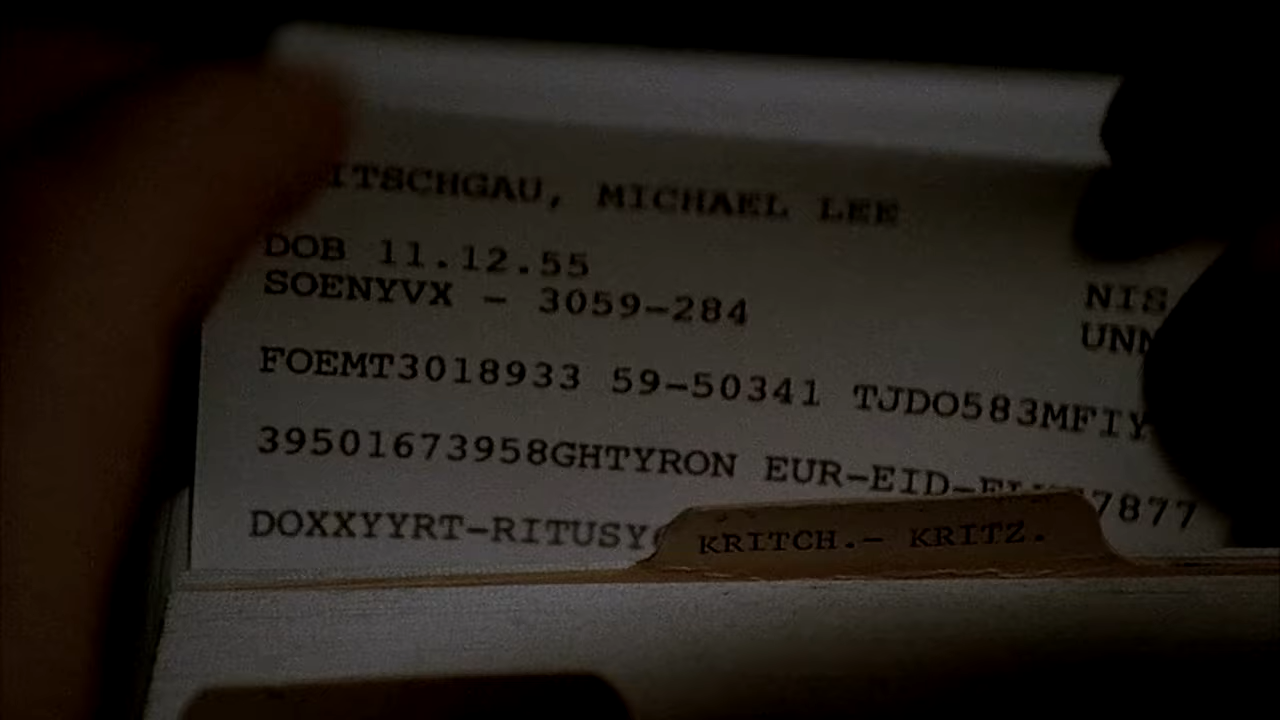 ITSCHGAU, MICHAEL LEE
DOB 11.12.55
SOENYVX - 3059-284
NIS
UNN
FOEMT3018933 59-50341 TJDO583MFIY
39501673958GHTYRON EUR-EID- 7877
DOXXYYRT-RITUSY
KRITCH.- KRITZ.